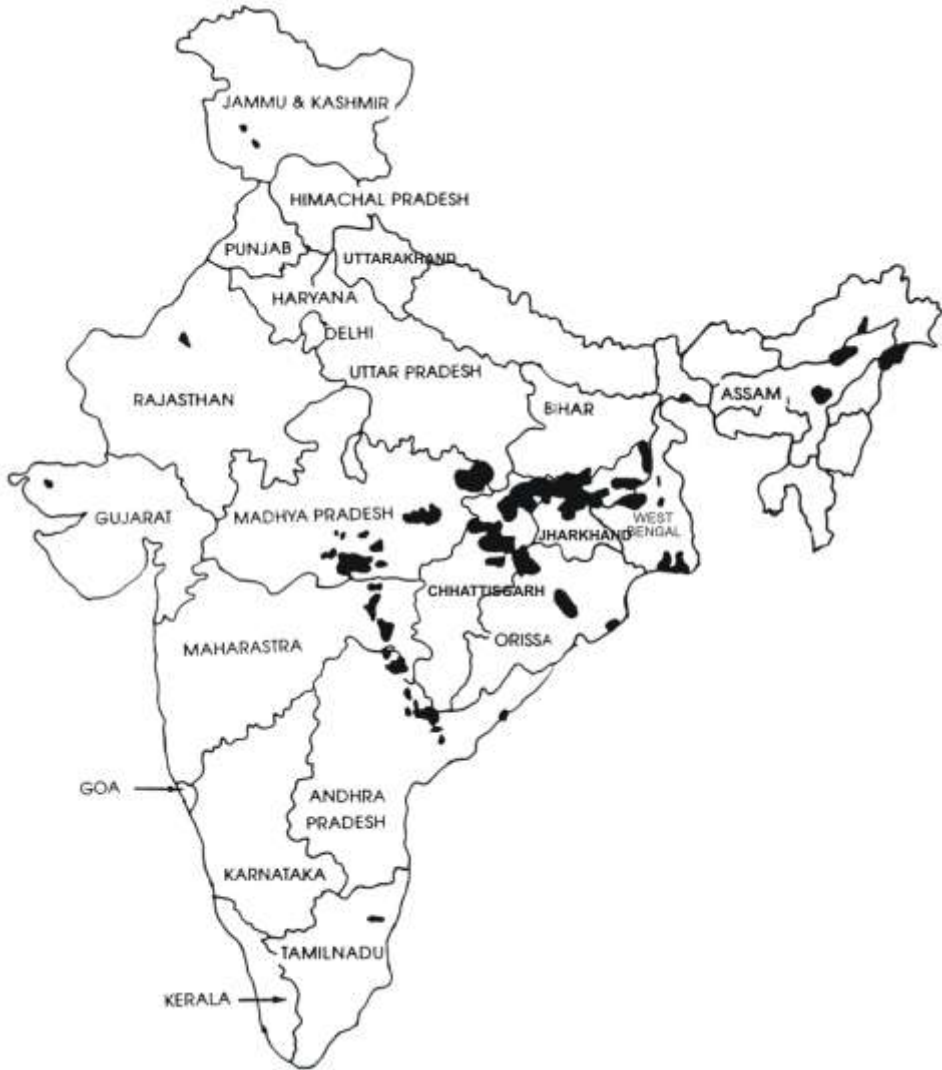 JAMMU & KASHMIR
HIMACHAL PRADESH
PUNJAB
UTTARAKHAND
HARYANA
DELHI
UTTAR PRADESH
RAJASTHAN
BIHAR
ASSAM
GUJARAT
MADHYA PRADESH
WEST
BENGAL
JHARKHAND
CHHATTISGARH
MAHARASTRA
ORISSA
GOA
ANDHRA
PRADESH
KARNATAKA
TAMILNADU
KERALA